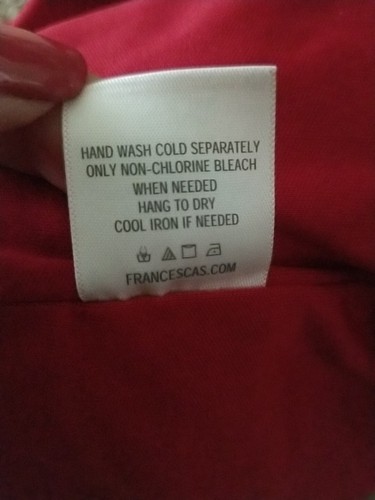 HAND WASH COLD SEPARATELY
ONLY NON-CHLORINE BLEACH
WHEN NEEDED
HANG TO DRY
COOL IRON IF NEEDED
FRANCESCAS.COM